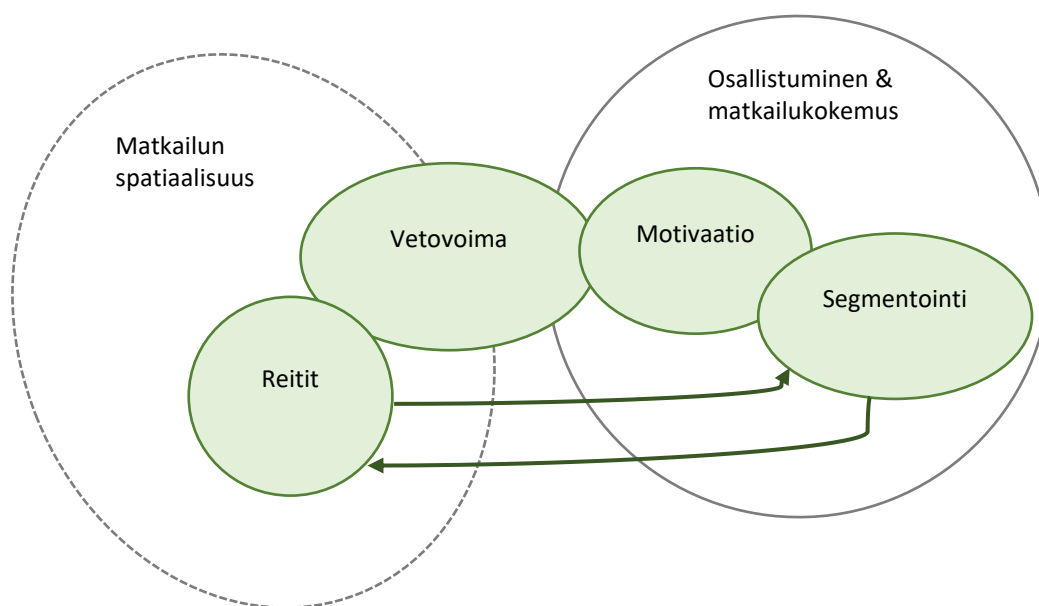 Osallistuminen &
matkailukokemus
Matkailun
spatiaalisuus
Vetovoima
Motivaatio
Segmentointi
Reitit